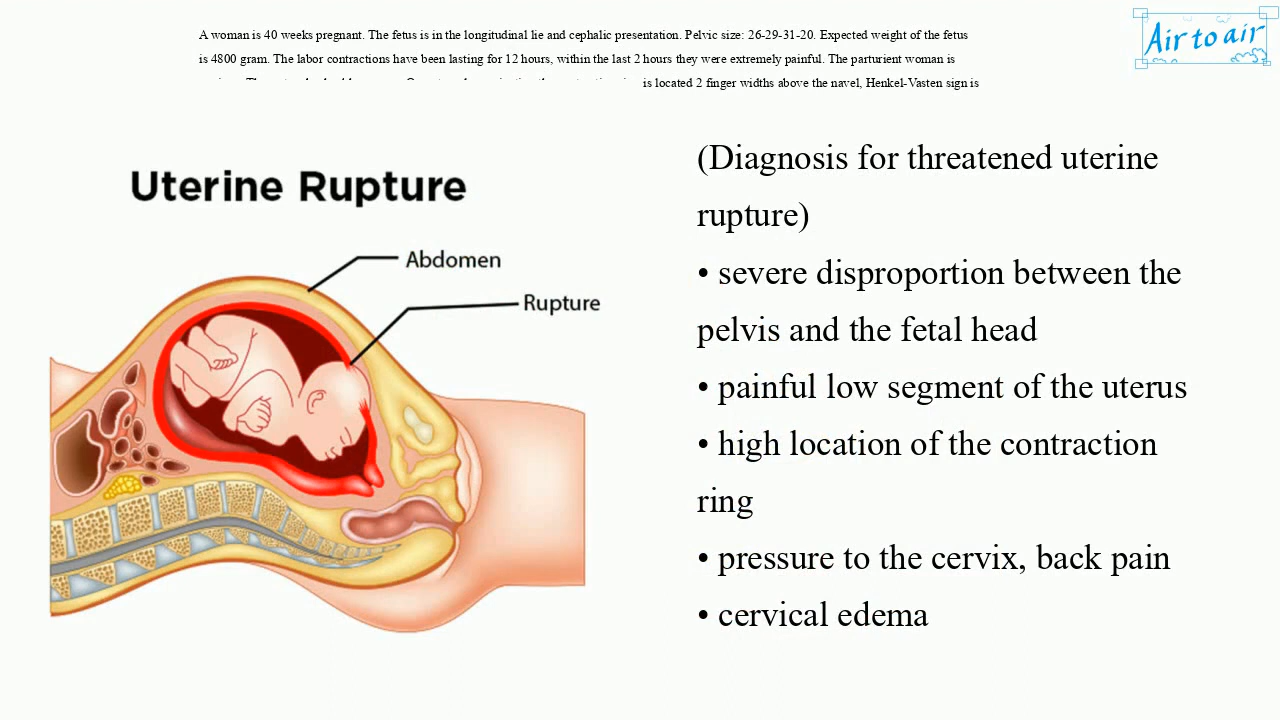 A woman is 40 weeks pregnant. The fetus is in the longitudinal lie and cephalic presentation. Pelvic size: 26-29-31-20. Expected weight of the fetus
is 4800 gram. The labor contractions have been lasting for 12 hours, within the last 2 hours they were extremely painful. The parturient woman is
is located 2 finger widths above the navel, Henkel-Vasten sign is
Air to air
Uterine Rupture
Abdomen
Rupture
(Diagnosis for threatened uterine
rupture)
• severe disproportion between the
pelvis and the fetal head
• painful low segment of the uterus
• high location of the contraction
ring
• pressure to the cervix, back pain
• cervical edema